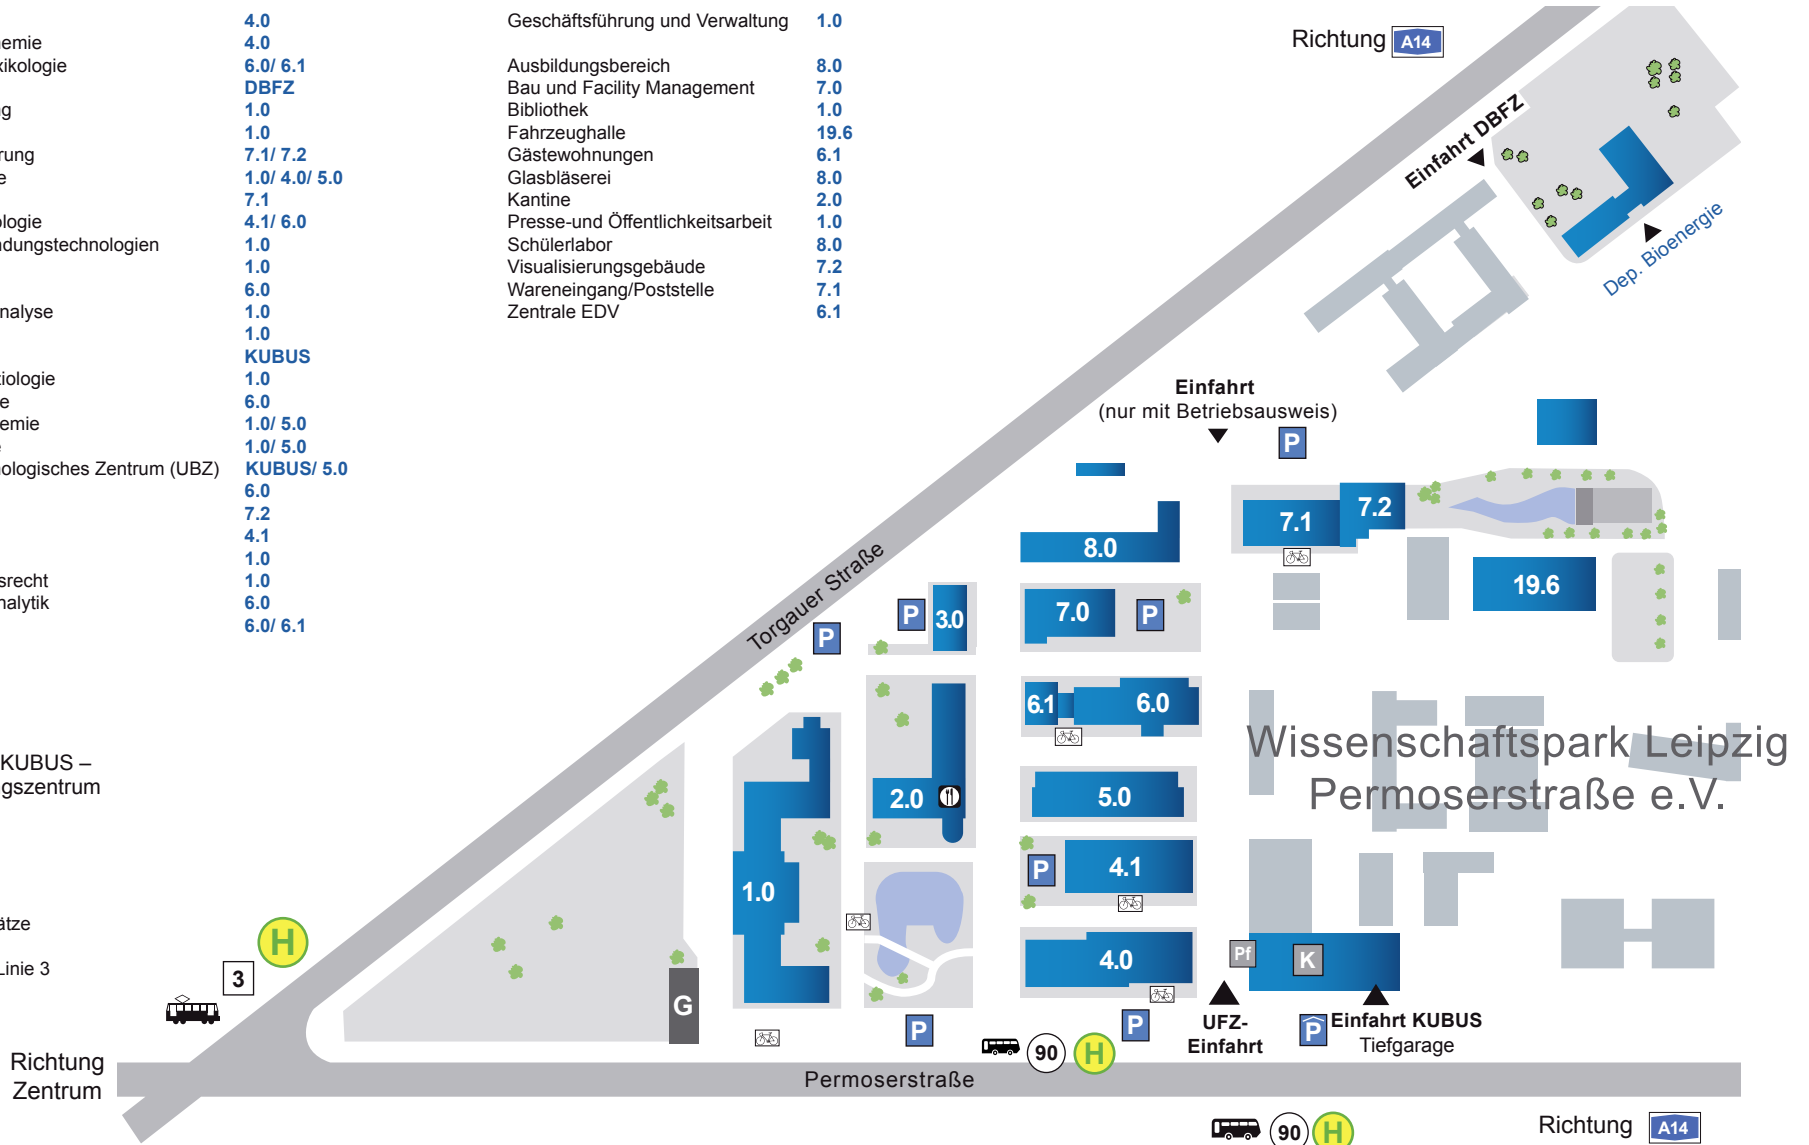 4.0
emie 4.0
xikologie 6.0/ 6.1
DBFZ
ng 1.0
1.0
rung 7.1/ 7.2
e 1.0/ 4.0/ 5.0
7.1
ologie 4.1/ 6.0
ndungstechnologien 1.0
1.0
6.0
nalyse 1.0
1.0
KUBUS
ziologie 1.0
ie 6.0
emie 1.0/ 5.0
e 1.0/ 5.0
nologisches Zentrum (UBZ) KUBUS/ 5.0
6.0
7.2
4.1
1.0
srecht 1.0
nalytik 6.0
6.0/ 6.1
KUBUS –
gszentrum
ätze
Linie 3
Geschäftsführung und Verwaltung 1.0
Ausbildungsbereich 8.0
Bau und Facility Management 7.0
Bibliothek 1.0
Fahrzeughalle 19.6
Gästewohnungen 6.1
Glasbläserei 8.0
Kantine 2.0
Presse-und Öffentlichkeitsarbeit 1.0
Schülerlabor 8.0
Visualisierungsgebäude 7.2
Wareneingang/Poststelle 7.1
Zentrale EDV 6.1
Richtung A14
Einfahrt DBFZ
Dep. Bioenergie
Einfahrt
(nur mit Betriebsausweis)
P
7.1
7.2
8.0
19.6
Torgauer Straße
P
P
3.0
7.0
P
6.1
6.0
Wissenschaftspark Leipzig
Permoserstraße e.V.
2.0
5.0
1.0
P
4.1
H
3
4.0
Pf
K
G
P
P
UFZ-
Einfahrt
P
Einfahrt KUBUS
Tiefgarage
90
H
Richtung
Zentrum
Permoserstraße
90
H
Richtung A14